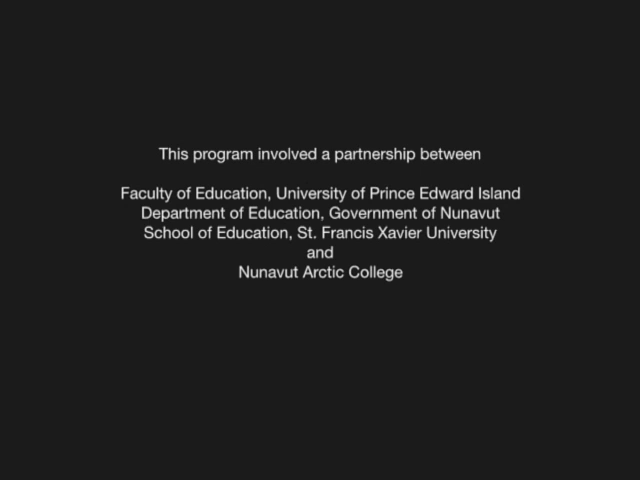 This program involved a partnership between
Faculty of Education, University of Prince Edward Island
Department of Education, Government of Nunavut
School of Education, St. Francis Xavier University
and
Nunavut Arctic College